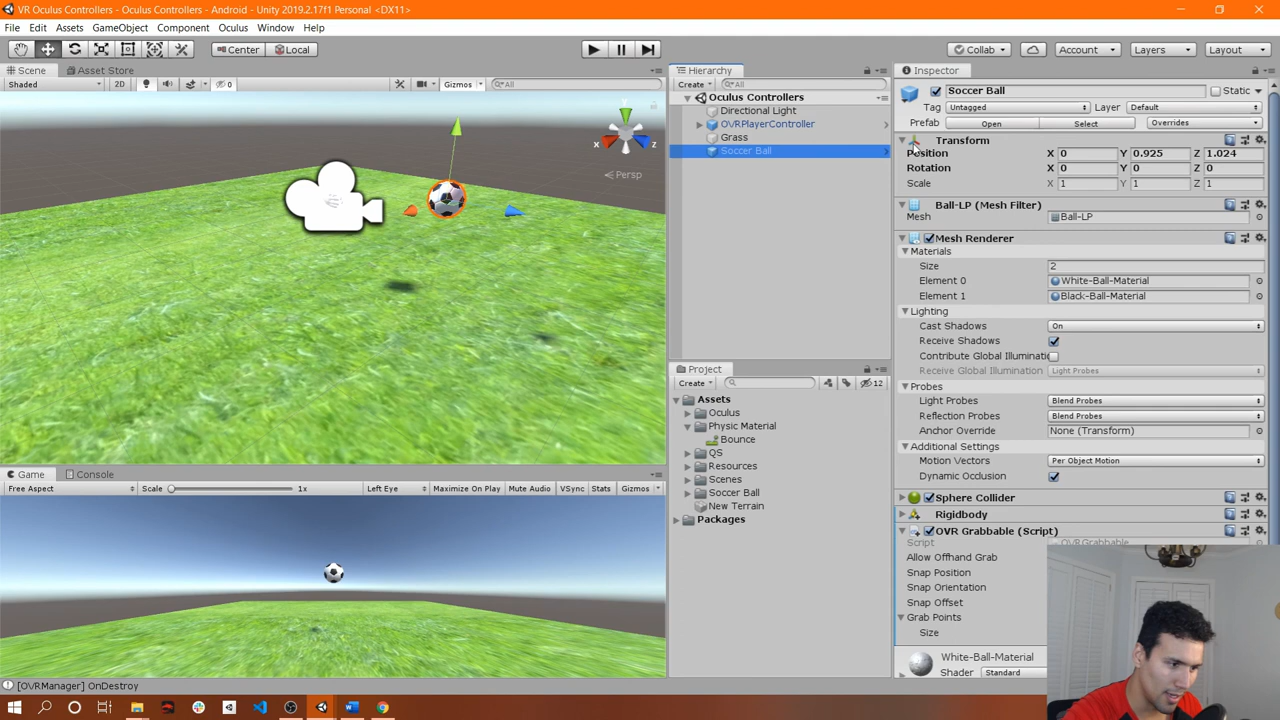 VR Oculus Controllers - Oculus Controllers - Android - Unity 2019.2.17f1 Personal <DX11>
File Edit Assets GameObject Component Oculus Window Help
Center Local Collab Account Layers Layout
Scene Asset Store
Shaded 2D 0 Gizmos All
Persp
y
x z
Hierarchy
Create All
Oculus Controllers
Directional Light
OVRPlayerController
Grass
Soccer Ball
Project
Create 12
Assets
Oculus
Physic Material
Bounce
QS
Resources
Scenes
Soccer Ball
New Terrain
Packages
Game Console
Free Aspect Scale 1x Left Eye Maximize On Play Mute Audio VSync Stats Gizmos
Inspector
Soccer Ball Static
Tag Untagged Layer Default
Prefab Open Select Overrides
Transform
Position X 0 Y 0.925 Z 1.024
Rotation X 0 Y 0 Z 0
Scale X 1 Y 1 Z 1
Ball-LP (Mesh Filter)
Mesh Ball-LP
Mesh Renderer
Materials
Size 2
Element 0 White-Ball-Material
Element 1 Black-Ball-Material
Lighting
Cast Shadows On
Receive Shadows
Contribute Global Illuminatic
Receive Global Illumination Light Probes
Probes
Light Probes Blend Probes
Reflection Probes Blend Probes
Anchor Override None (Transform)
Additional Settings
Motion Vectors Per Object Motion
Dynamic Occlusion
Sphere Collider
Rigidbody
OVR Grabbable (Script)
Script OVRGrabbable
Allow Offhand Grab
Snap Position
Snap Orientation
Snap Offset
Grab Points
Size
White-Ball-Material
Shader Standard
[OVRManager] OnDestroy